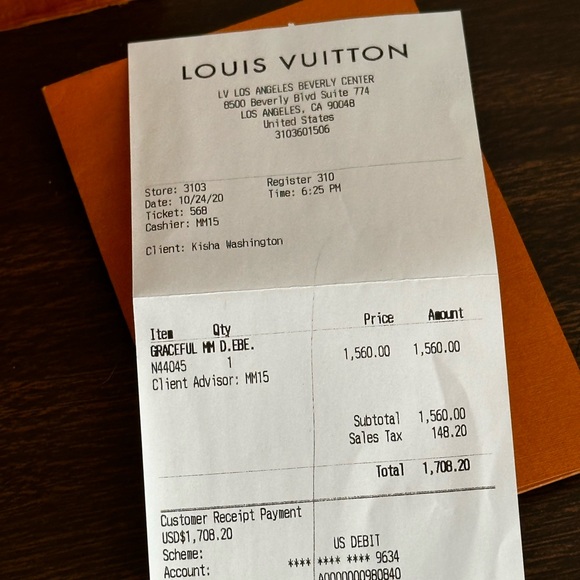 LOUIS VUITTON
LV LOS ANGELES BEVERLY CENTER
8500 Beverly Blvd Suite 774
LOS ANGELES, CA 90048
United States
3103601506
Store: 3103 Register 310
Date: 10/24/20 Time: 6:25 PM
Ticket: 568
Cashier: MM15
Client: Kisha Washington
Item Qty Price Amount
GRACEFUL MM D.EBE.
N44045 1 1,560.00 1,560.00
Client Advisor: MM15
Subtotal 1,560.00
Sales Tax 148.20
Total 1,708.20
Customer Receipt Payment
USD$1,708.20
Scheme: US DEBIT
Account: **** **** **** 9634
A0000000980840